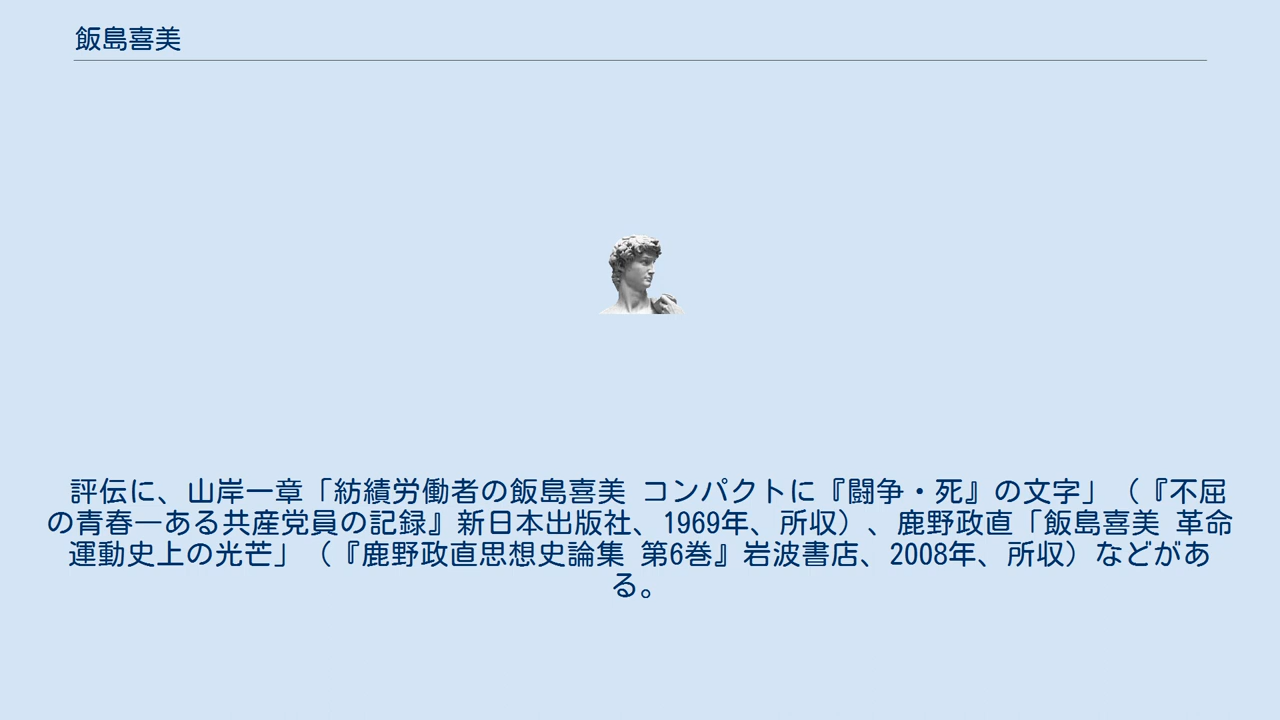 飯島喜美
評伝に、山岸一章「紡績労働者の飯島喜美 コンパクトに『闘争・死』の文字」（『不屈
の青春―ある共産党員の記録』新日本出版社、1969年、所収）、鹿野政直「飯島喜美 革命
運動史上の光芒」（『鹿野政直思想史論集 第6巻』岩波書店、2008年、所収）などがあ
る。